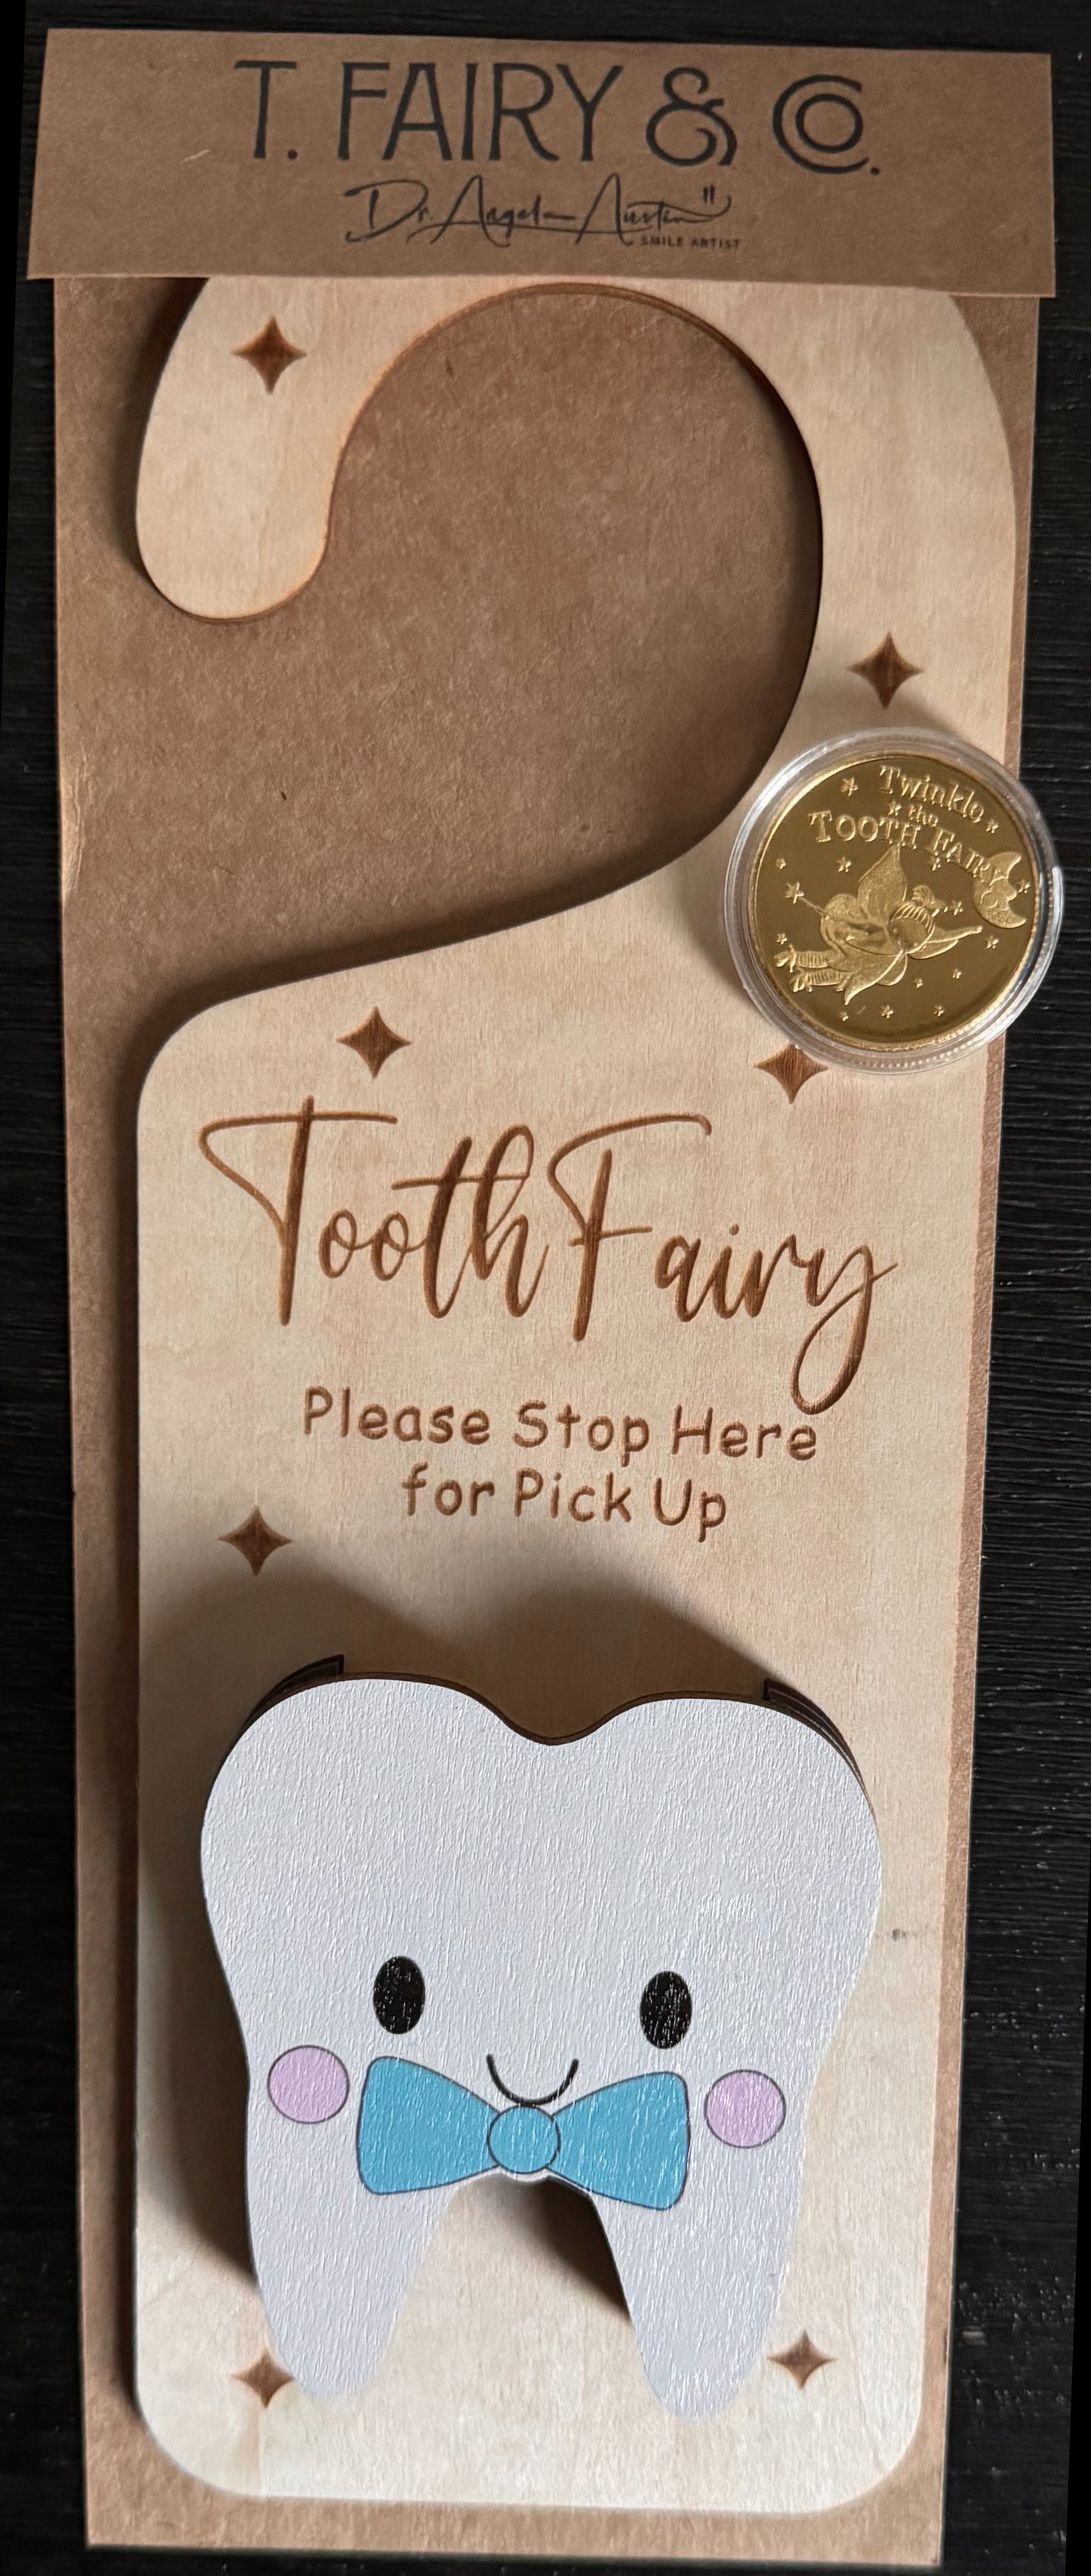 T. FAIRY & CO.
Dr. Angela Austin
SMILE ARTIST
Twinkle
the
TOOTH FAIRY
Tooth Fairy
Please Stop Here
for Pick Up